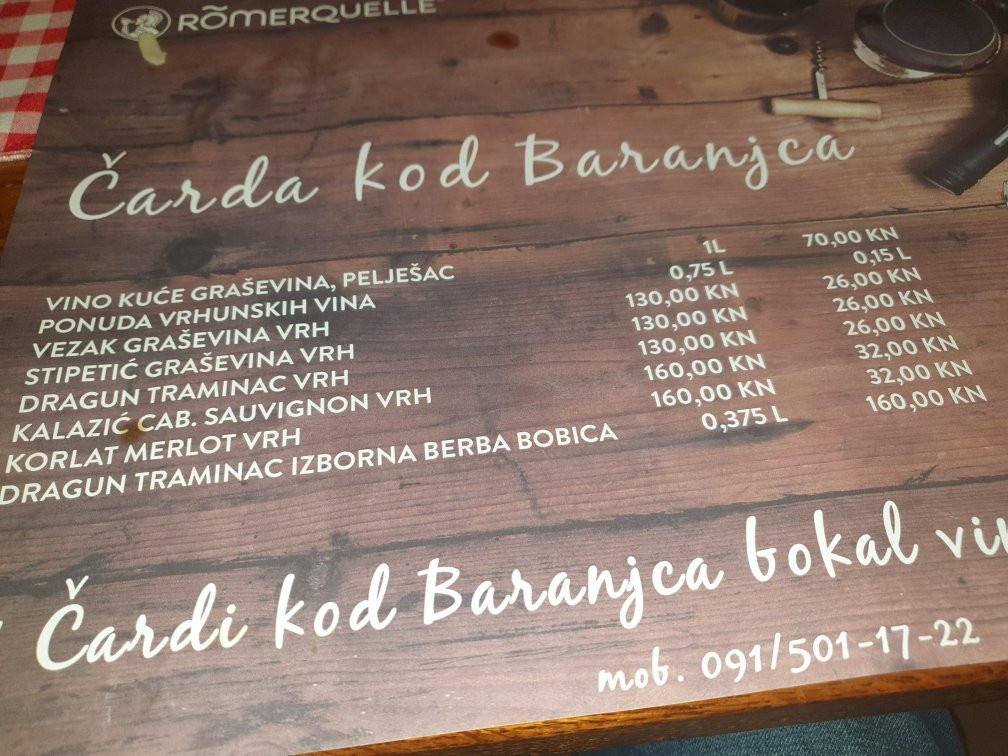 RÖMERQUELLE
Čarda kod Baranjca
VINO KUĆE GRAŠEVINA, PELJEŠAC 1L 70,00 KN
PONUDA VRHUNSKIH VINA 0,75 L 0,15 L
VEZAK GRAŠEVINA VRH 130,00 KN 26,00 KN
STIPETIĆ GRAŠEVINA VRH 130,00 KN 26,00 KN
DRAGUN TRAMINAC VRH 130,00 KN 26,00 KN
KALAZIĆ CAB. SAUVIGNON VRH 160,00 KN 32,00 KN
KORLAT MERLOT VRH 160,00 KN 32,00 KN
DRAGUN TRAMINAC IZBORNA BERBA BOBICA 0,375 L 160,00 KN
Čardi kod Baranjca bokal
mob. 091/501-17-22